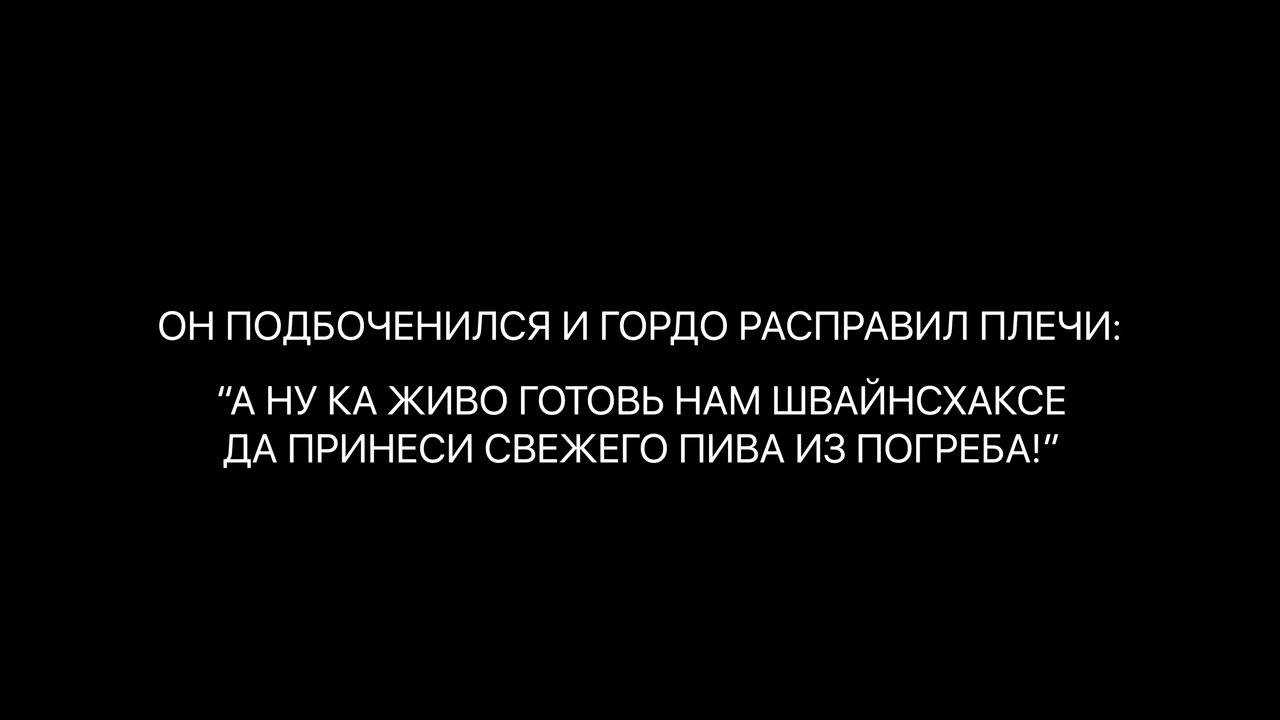 ОН ПОДБОЧЕНИЛСЯ И ГОРДО РАСПРАВИЛ ПЛЕЧИ:
“А НУ КА ЖИВО ГОТОВЬ НАМ ШВАЙНСХАКСЕ
ДА ПРИНЕСИ СВЕЖЕГО ПИВА ИЗ ПОГРЕБА!”